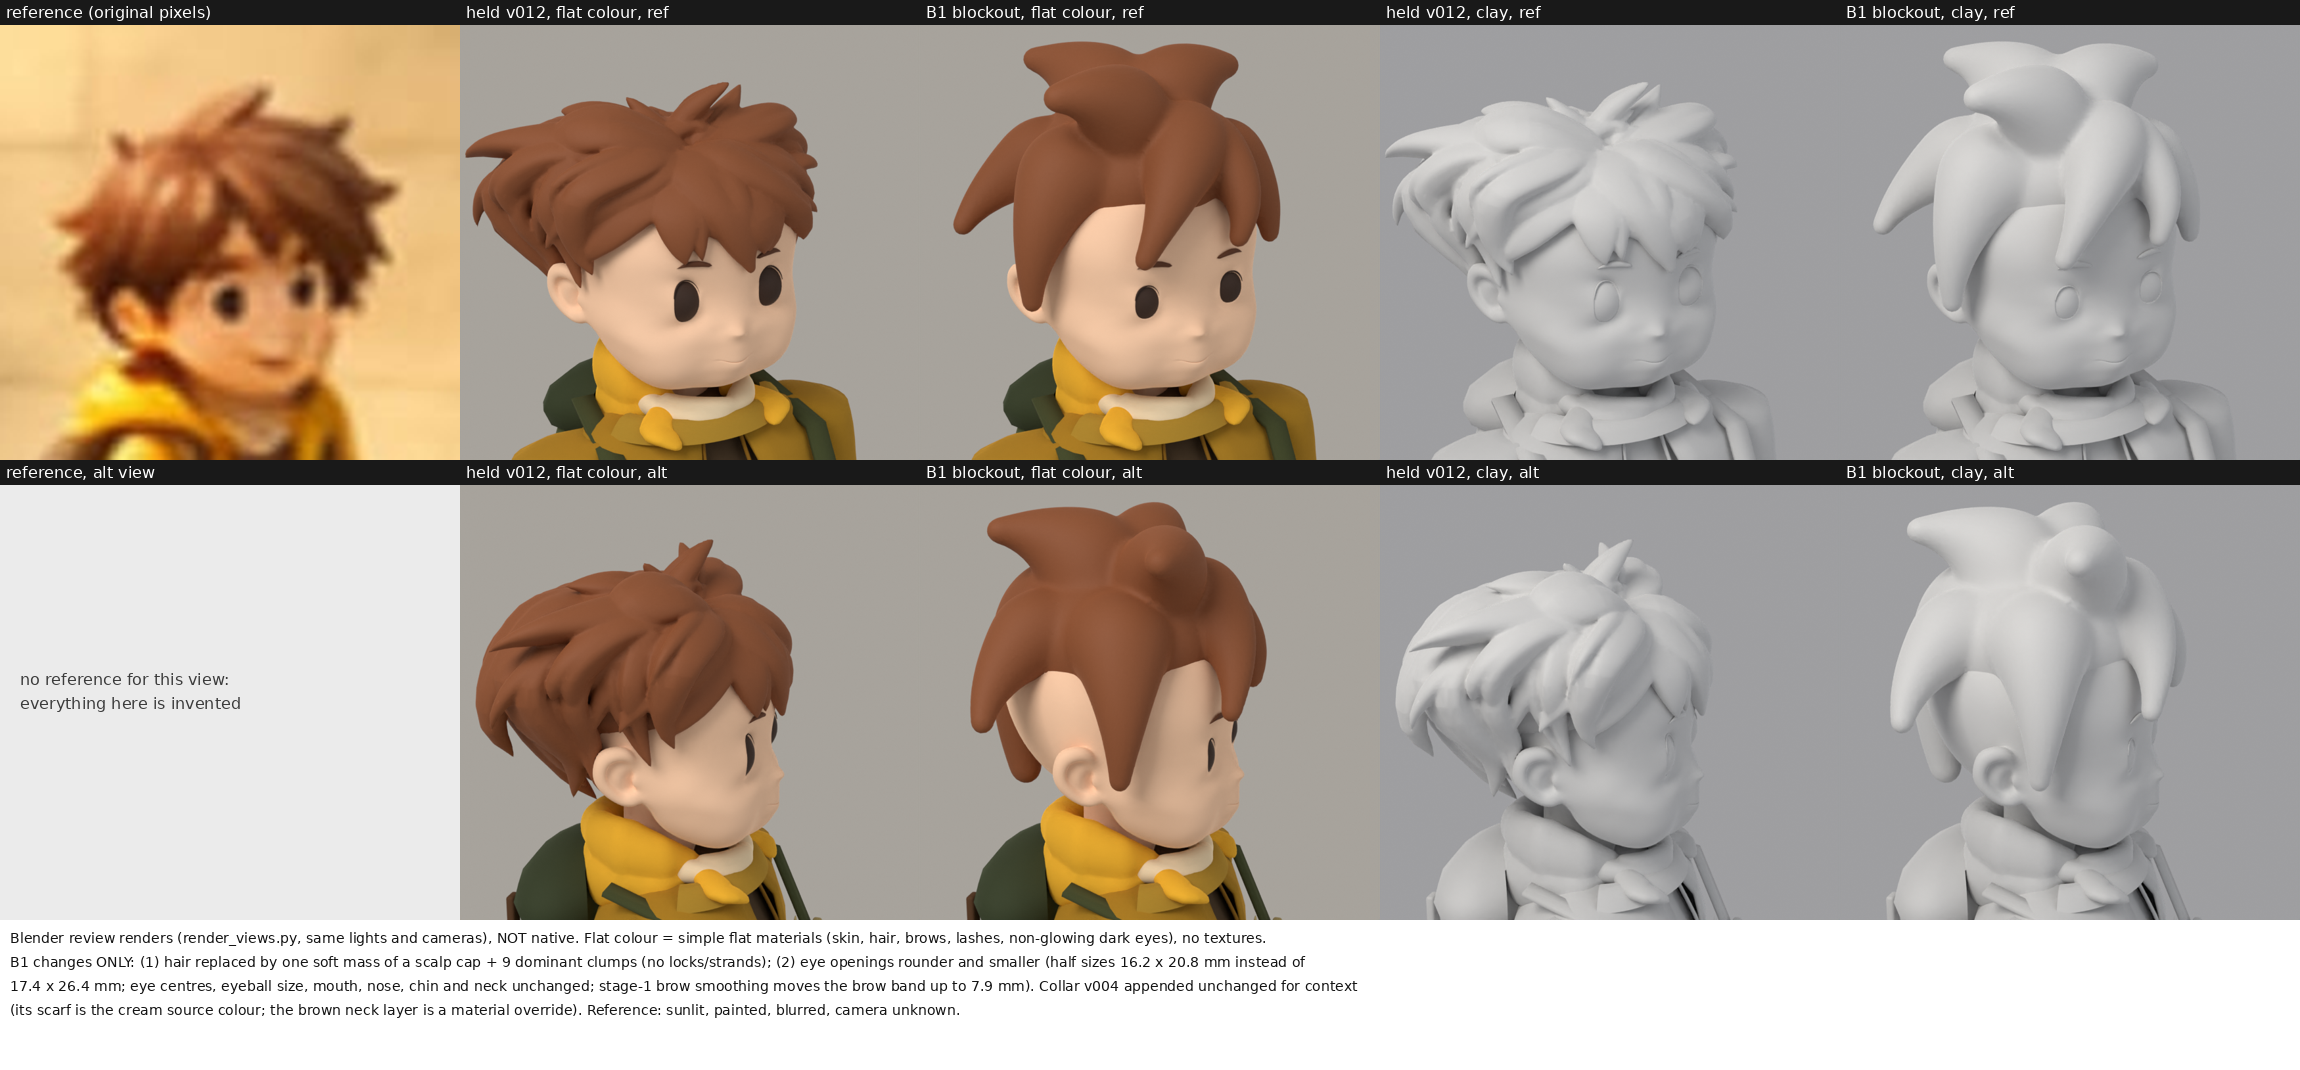 reference (original pixels)
held v012, flat colour, ref
B1 blockout, flat colour, ref
held v012, clay, ref
B1 blockout, clay, ref
reference, alt view
held v012, flat colour, alt
B1 blockout, flat colour, alt
held v012, clay, alt
B1 blockout, clay, alt
no reference for this view:
everything here is invented
Blender review renders (render_views.py, same lights and cameras), NOT native. Flat colour = simple flat materials (skin, hair, brows, lashes, non-glowing dark eyes), no textures.
B1 changes ONLY: (1) hair replaced by one soft mass of a scalp cap + 9 dominant clumps (no locks/strands); (2) eye openings rounder and smaller (half sizes 16.2 x 20.8 mm instead of
17.4 x 26.4 mm; eye centres, eyeball size, mouth, nose, chin and neck unchanged; stage-1 brow smoothing moves the brow band up to 7.9 mm). Collar v004 appended unchanged for context
(its scarf is the cream source colour; the brown neck layer is a material override). Reference: sunlit, painted, blurred, camera unknown.